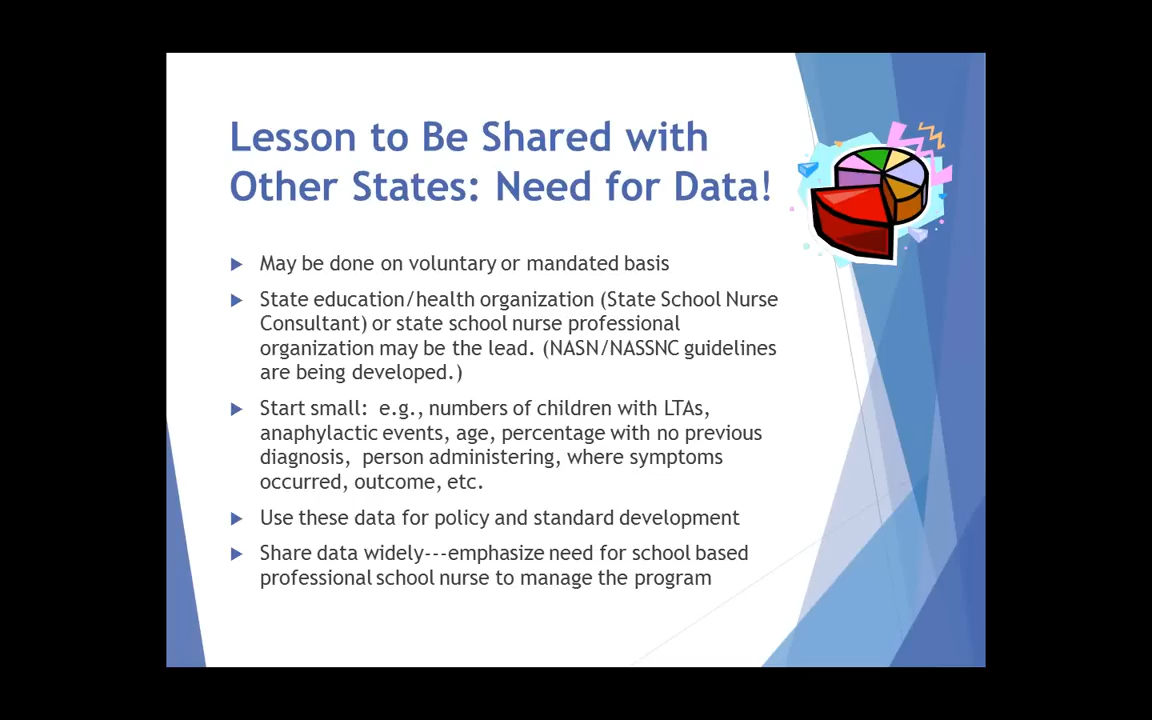 Lesson to Be Shared with
Other States: Need for Data!
May be done on voluntary or mandated basis
State education/health organization (State School Nurse
Consultant) or state school nurse professional
organization may be the lead. (NASN/NASSNC guidelines
are being developed.)
Start small: e.g., numbers of children with LTAs,
anaphylactic events, age, percentage with no previous
diagnosis, person administering, where symptoms
occurred, outcome, etc.
Use these data for policy and standard development
Share data widely---emphasize need for school based
professional school nurse to manage the program